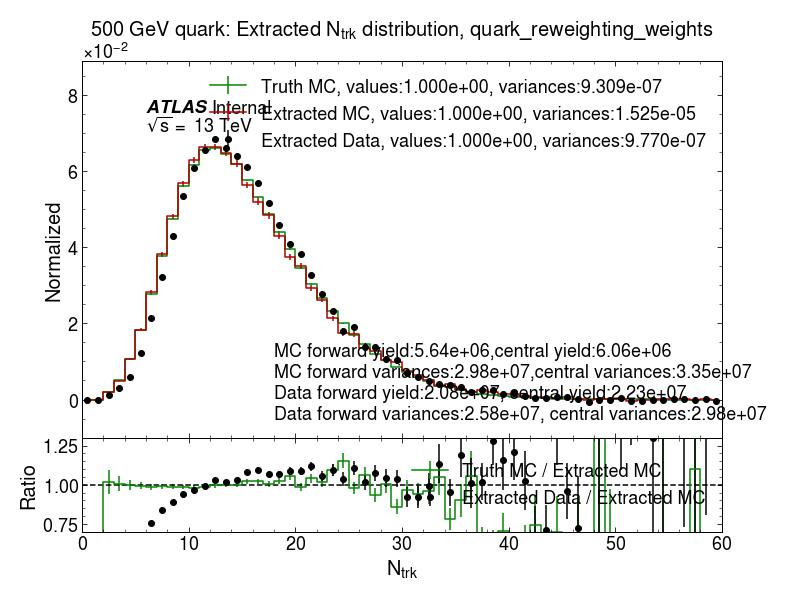 500 GeV quark: Extracted Ntrk distribution, quark_reweighting_weights
×10−2
Truth MC, values:1.000e+00, variances:9.309e-07
ATLAS Internal
Extracted MC, values:1.000e+00, variances:1.525e-05
√s = 13 TeV
Extracted Data, values:1.000e+00, variances:9.770e-07
8
6
4
2
0
Normalized
MC forward yield:5.64e+06,central yield:6.06e+06
MC forward variances:2.98e+07,central variances:3.35e+07
Data forward yield:2.08e+07, central yield:2.23e+07
Data forward variances:2.58e+07, central variances:2.98e+07
1.25
1.00
0.75
Ratio
Truth MC / Extracted MC
Extracted Data / Extracted MC
0 10 20 30 40 50 60
Ntrk